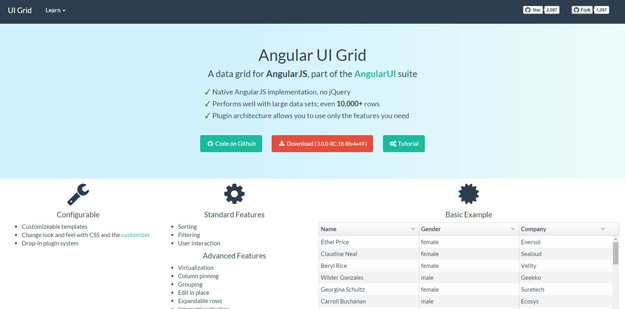 UI Grid
Learn
Star 2,087
Fork 1,097
Angular UI Grid
A data grid for AngularJS, part of the AngularUI suite
Native AngularJS implementation, no jQuery
Performs well with large data sets; even 10,000+ rows
Plugin architecture allows you to use only the features you need
Code on Github
Download (3.0.0-RC.18-8fe4e49)
Tutorial
Configurable
Customizeable templates
Change look and feel with CSS and the customizer
Drop-in plugin system
Standard Features
Sorting
Filtering
User interaction
Advanced Features
Virtualization
Column pinning
Grouping
Edit in place
Expandable rows
Basic Example
Name Gender Company
Ethel Price female Enersol
Claudine Neal female Sealoud
Beryl Rice female Velity
Wilder Gonzales male Geekko
Georgina Schultz female Suretech
Carroll Buchanan male Ecosys